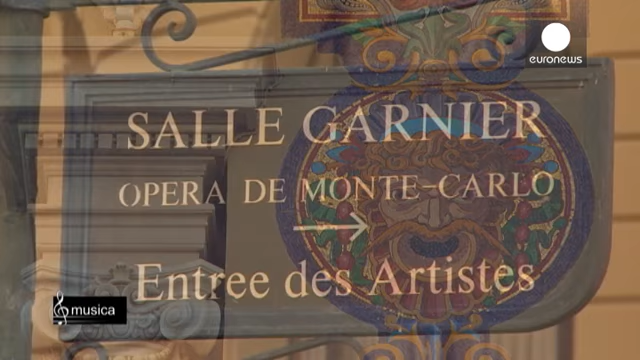 euronews
SALLE GARNIER
OPERA DE MONTE-CARLO
Entree des Artistes
musica